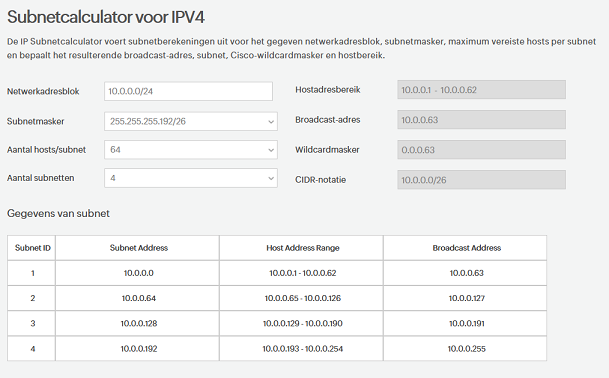 Subnetcalculator voor IPV4
De IP Subnetcalculator voert subnetberekeningen uit voor het gegeven netwerkadresblok, subnetmasker, maximum vereiste hosts per subnet
en bepaalt het resulterende broadcast-adres, subnet, Cisco-wildcardmasker en hostbereik.
Netwerkadresblok 10.0.0.0/24 Hostadresbereik 10.0.0.1 - 10.0.0.62
Subnetmasker 255.255.255.192/26 Broadcast-adres 10.0.0.63
Aantal hosts/subnet 64 Wildcardmasker 0.0.0.63
Aantal subnetten 4 CIDR-notatie 10.0.0.0/26
Gegevens van subnet
Subnet ID Subnet Address Host Address Range Broadcast Address
1 10.0.0.0 10.0.0.1 - 10.0.0.62 10.0.0.63
2 10.0.0.64 10.0.0.65 - 10.0.0.126 10.0.0.127
3 10.0.0.128 10.0.0.129 - 10.0.0.190 10.0.0.191
4 10.0.0.192 10.0.0.193 - 10.0.0.254 10.0.0.255